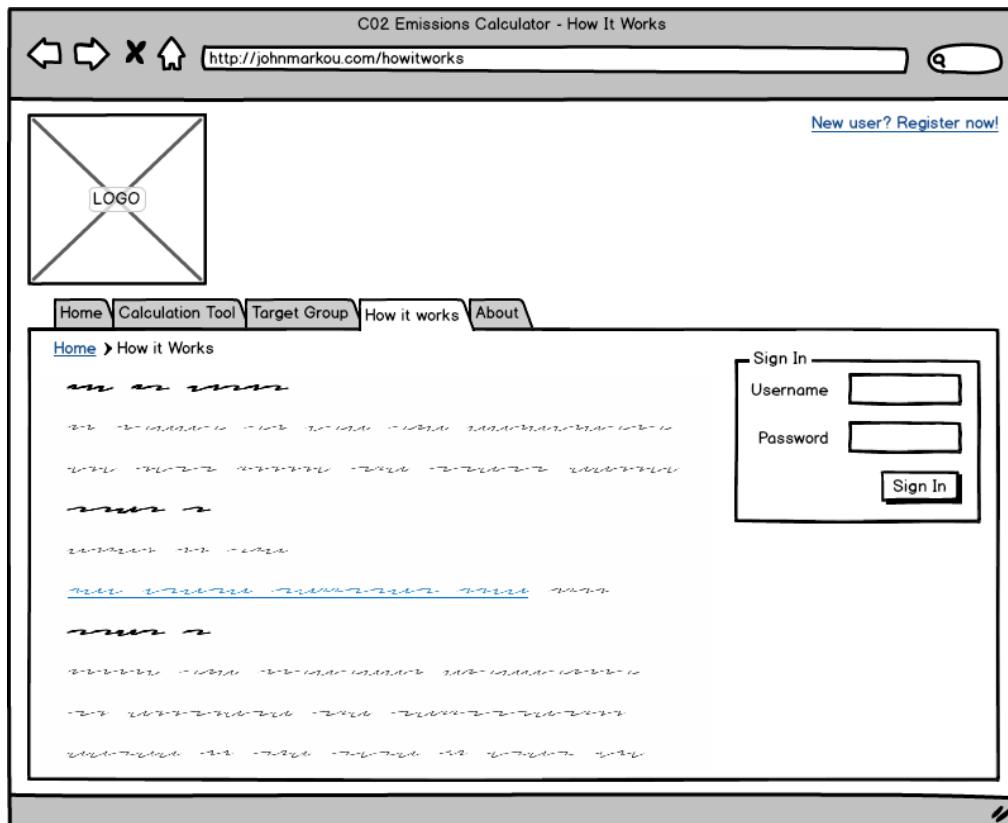 C02 Emissions Calculator - How It Works
http://johnmarkou.com/howitworks
New user? Register now!
LOGO
Home Calculation Tool Target Group How it works About
Home How it Works
Sign In
Username
Password
Sign In